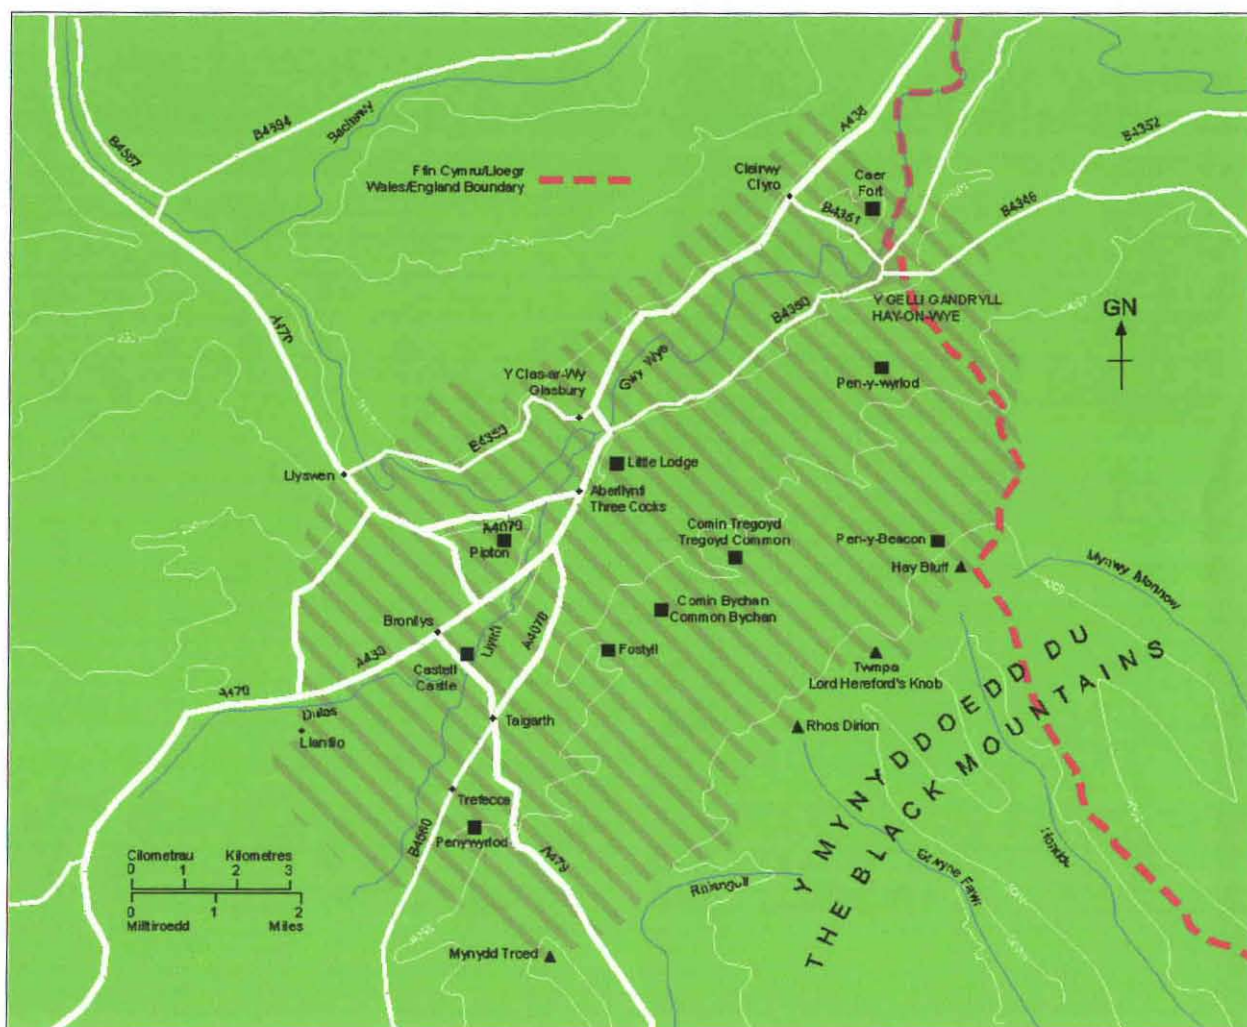 B4567
B4594
Bachawy
A438
B4352
Ffin Cymru/Lloegr
Wales/England Boundary
Cleirwy
Clyro
Caer
Fort
B4351
B4348
A470
B4350
Y GELLI GANDRYLL
HAY-ON-WYE
GN
Gwy Wye
Y Clas-ar-Wy
Glasbury
Pen-y-wyrlod
Llyswen
Little Lodge
Aberllynfi
Three Cocks
A4079
Pipton
Comin Tregoyd
Tregoyd Common
Pen-y-Beacon
Hay Bluff
Mynwy Monnow
Comin Bychan
Common Bychan
Bronllys
A4078
Llynfi
Fostyll
A438
Castell
Castle
Twmpa
Lord Hereford's Knob
A470
Dulas
Llanfilo
Talgarth
Rhos Dirion
Y MYNYDDOEDD DU
THE BLACK MOUNTAINS
Trefecca
Penywyrlod
B4560
A479
Cilometrau Kilometres
0 1 2 3
0 1 2
Milltiroedd Miles
Grwyne Fawr
Honddu
Rhiangoll
Mynydd Troed